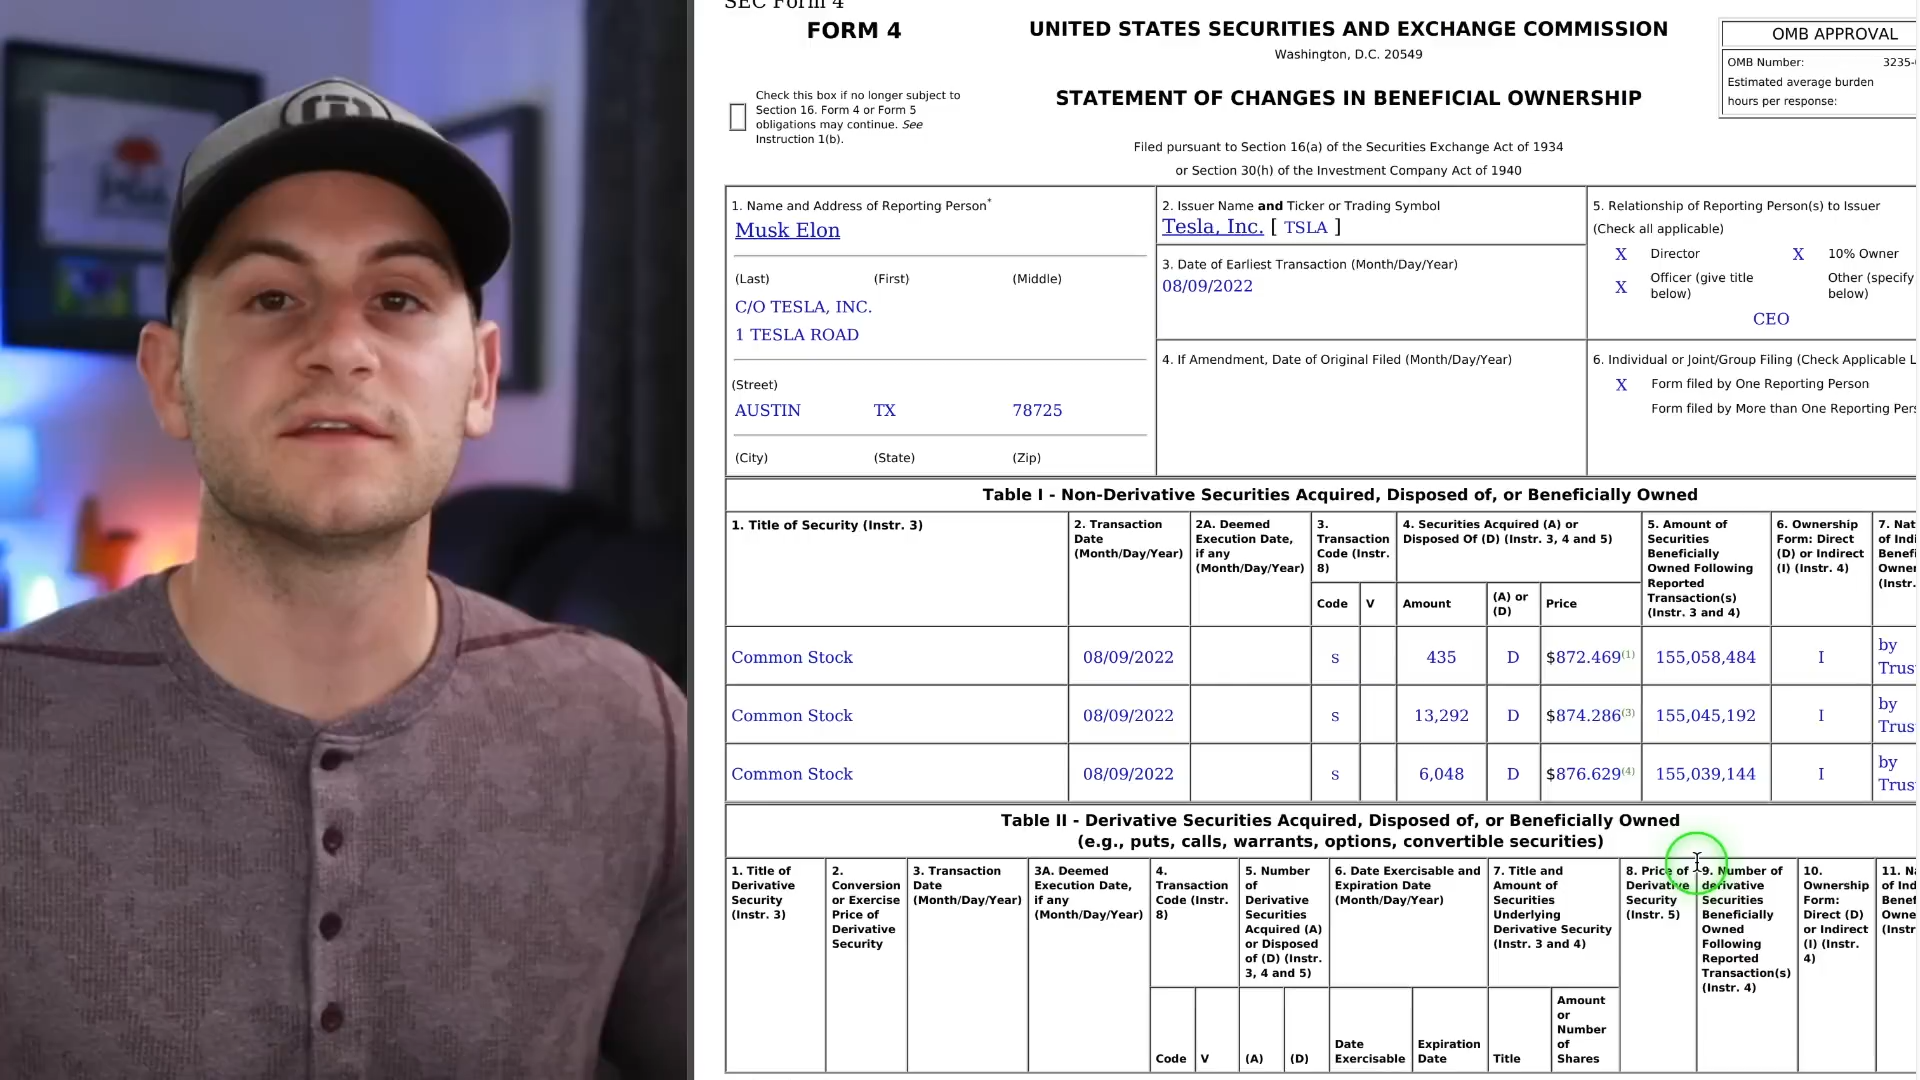 SEC Form 4
FORM 4
UNITED STATES SECURITIES AND EXCHANGE COMMISSION
Washington, D.C. 20549
OMB APPROVAL
OMB Number: 3235-
Estimated average burden
hours per response:
Check this box if no longer subject to
Section 16. Form 4 or Form 5
obligations may continue. See
Instruction 1(b).
STATEMENT OF CHANGES IN BENEFICIAL OWNERSHIP
Filed pursuant to Section 16(a) of the Securities Exchange Act of 1934
or Section 30(h) of the Investment Company Act of 1940
1. Name and Address of Reporting Person*
Musk Elon
(Last) (First) (Middle)
C/O TESLA, INC.
1 TESLA ROAD
(Street)
AUSTIN TX 78725
(City) (State) (Zip)
2. Issuer Name and Ticker or Trading Symbol
Tesla, Inc. [ TSLA ]
3. Date of Earliest Transaction (Month/Day/Year)
08/09/2022
4. If Amendment, Date of Original Filed (Month/Day/Year)
5. Relationship of Reporting Person(s) to Issuer
(Check all applicable)
X Director X 10% Owner
X Officer (give title below) Other (specify below)
CEO
6. Individual or Joint/Group Filing (Check Applicable L
X Form filed by One Reporting Person
Form filed by More than One Reporting Pers
Table I - Non-Derivative Securities Acquired, Disposed of, or Beneficially Owned
1. Title of Security (Instr. 3)
2. Transaction
Date
(Month/Day/Year)
2A. Deemed
Execution Date,
if any
(Month/Day/Year)
3.
Transaction
Code (Instr.
8)
4. Securities Acquired (A) or
Disposed Of (D) (Instr. 3, 4 and 5)
5. Amount of
Securities
Beneficially
Owned Following
Reported
Transaction(s)
(Instr. 3 and 4)
6. Ownership
Form: Direct
(D) or Indirect
(I) (Instr. 4)
7. Nat
of Indi
Benefi
Owner
(Instr.
Code V Amount (A) or (D) Price
Common Stock 08/09/2022 S 435 D $872.469(1) 155,058,484 I by Trus
Common Stock 08/09/2022 S 13,292 D $874.286(3) 155,045,192 I by Trus
Common Stock 08/09/2022 S 6,048 D $876.629(4) 155,039,144 I by Trus
Table II - Derivative Securities Acquired, Disposed of, or Beneficially Owned
(e.g., puts, calls, warrants, options, convertible securities)
1. Title of
Derivative
Security
(Instr. 3)
2.
Conversion
or Exercise
Price of
Derivative
Security
3. Transaction
Date
(Month/Day/Year)
3A. Deemed
Execution Date,
if any
(Month/Day/Year)
4.
Transaction
Code (Instr.
8)
5. Number
of
Derivative
Securities
Acquired (A)
or Disposed
of (D) (Instr.
3, 4 and 5)
6. Date Exercisable and
Expiration Date
(Month/Day/Year)
7. Title and
Amount of
Securities
Underlying
Derivative Security
(Instr. 3 and 4)
8. Price of
Derivative
Security
(Instr. 5)
9. Number of
derivative
Securities
Beneficially
Owned
Following
Reported
Transaction(s)
(Instr. 4)
10.
Ownership
Form:
Direct (D)
or Indirect
(I) (Instr.
4)
11. Na
of Indi
Benef
Owne
(Instr
Code V (A) (D)
Date
Exercisable
Expiration
Date
Title
Amount
or
Number
of
Shares